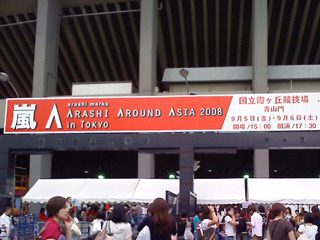 嵐
arashi marks
ARASHI AROUND ASIA 2008
in TOKYO
国立霞ヶ丘競技場
青山門
9月5日(金)・9月6日(土)
開場/15:00 開演/18:00